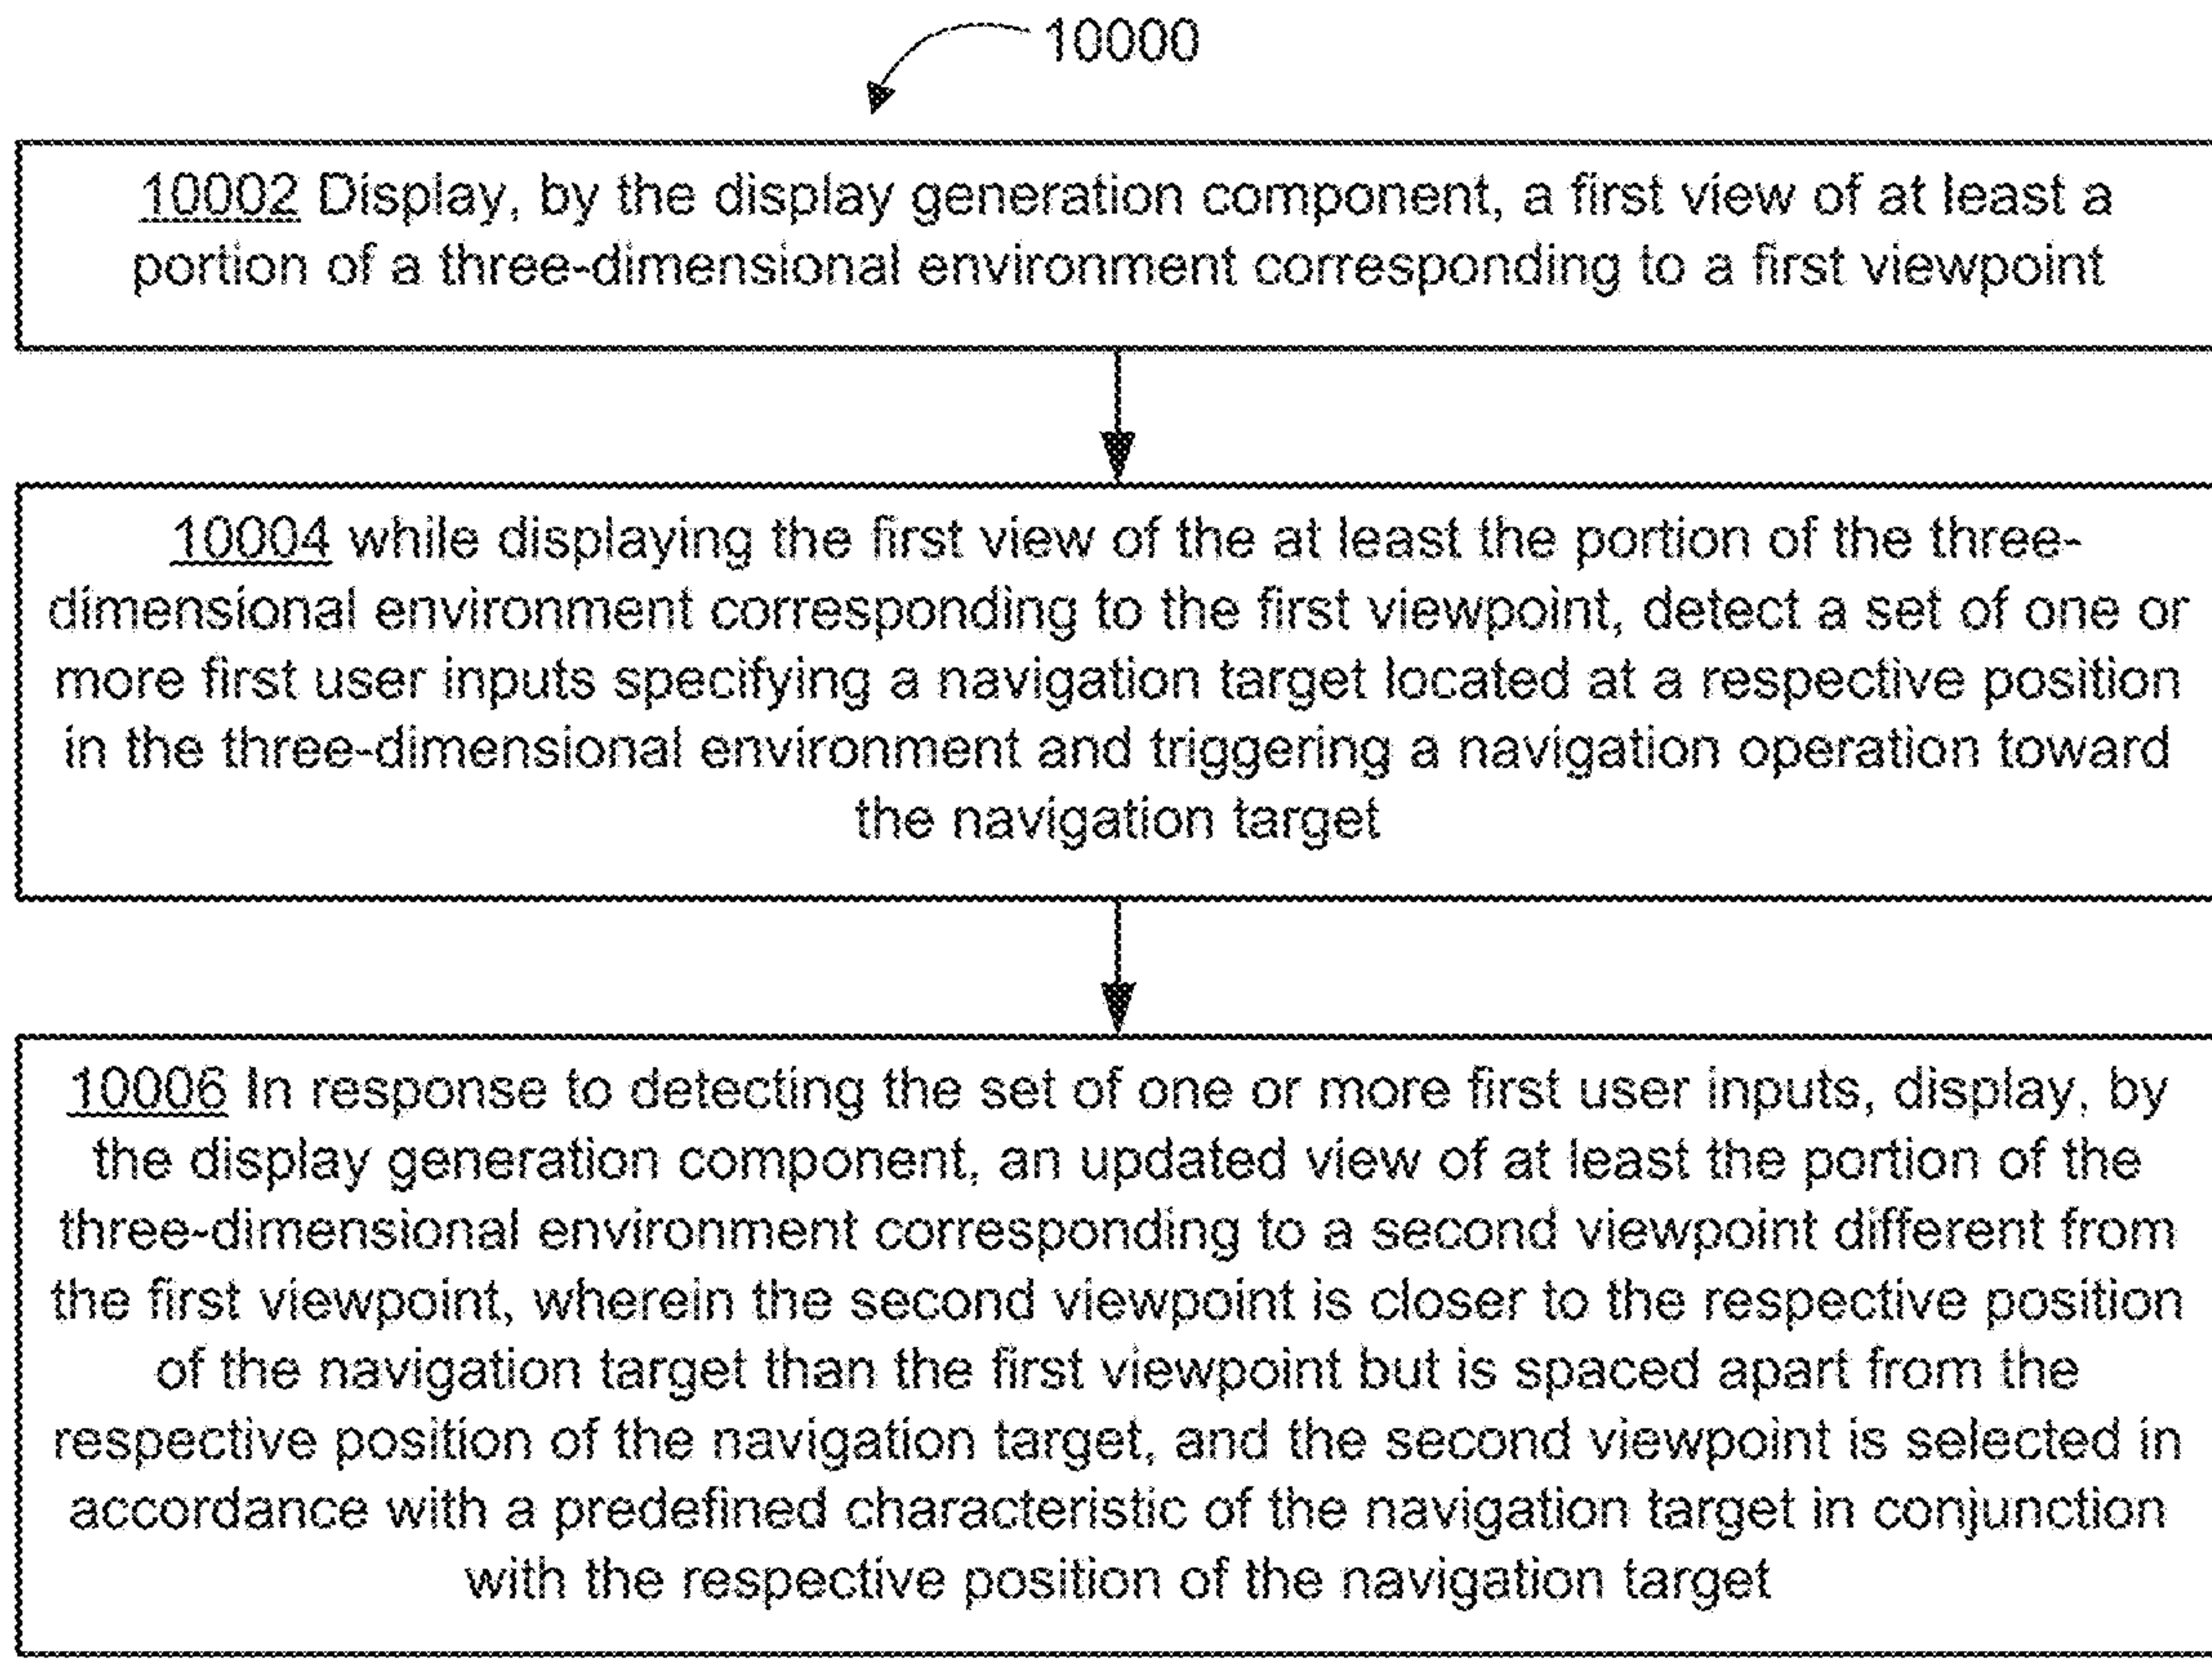 10000
10002 Display, by the display generation component, a first view of at least a
portion of a three-dimensional environment corresponding to a first viewpoint
10004 while displaying the first view of the at least the portion of the three-
dimensional environment corresponding to the first viewpoint, detect a set of one or
more first user inputs specifying a navigation target located at a respective position
in the three-dimensional environment and triggering a navigation operation toward
the navigation target
10006 In response to detecting the set of one or more first user inputs, display, by
the display generation component, an updated view of at least the portion of the
three-dimensional environment corresponding to a second viewpoint different from
the first viewpoint, wherein the second viewpoint is closer to the respective position
of the navigation target than the first viewpoint but is spaced apart from the
respective position of the navigation target, and the second viewpoint is selected in
accordance with a predefined characteristic of the navigation target in conjunction
with the respective position of the navigation target